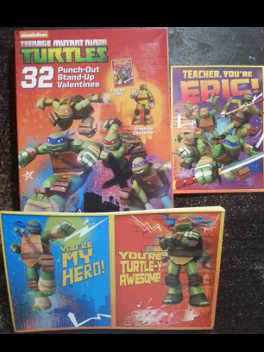 nickelodeon
TEENAGE MUTANT NINJA
TURTLES
32 Punch-Out
Stand-Up
Valentines
TEACHER, YOU'RE
EPIC!
YOU'RE
MY
HERO!
YOU'RE
TURTLE-Y
AWESOME!